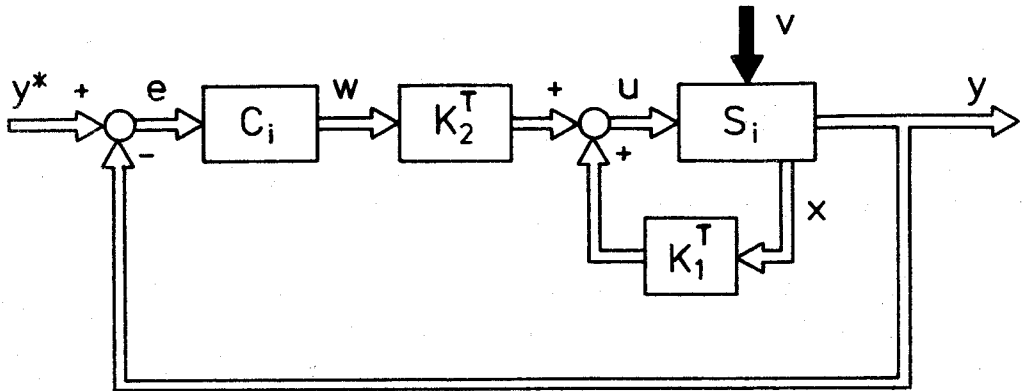 v
y* + e w + u y
C_i K_2^T S_i
- +
x
K_1^T